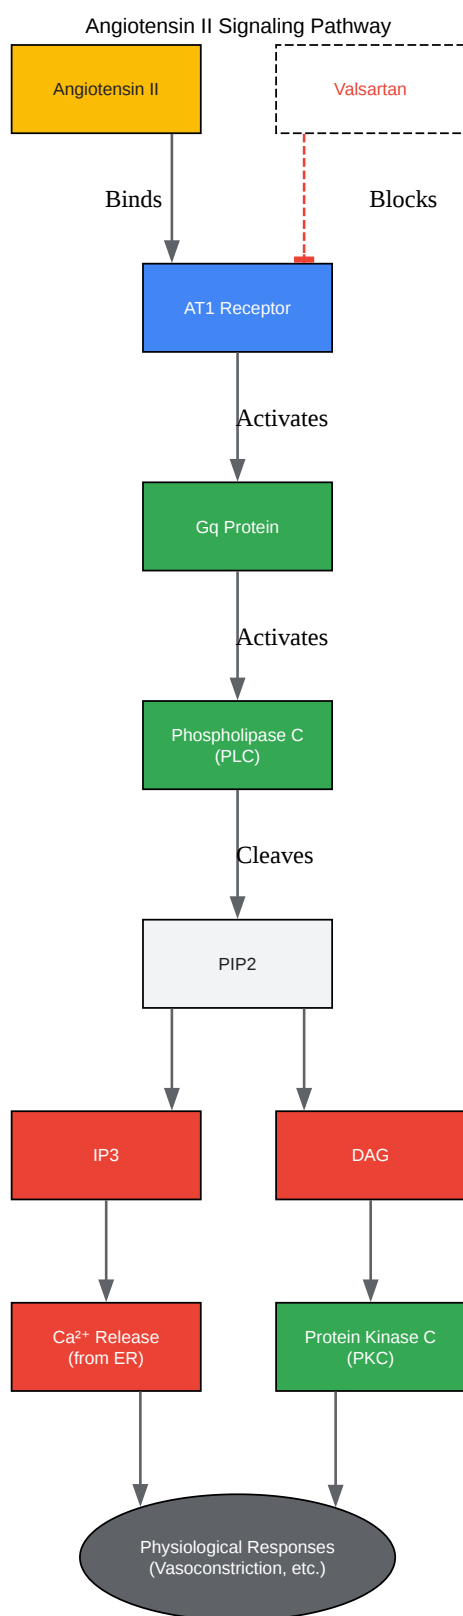 Angiotensin II Signaling Pathway
Angiotensin II
Valsartan
Binds
Blocks
AT1 Receptor
Activates
Gq Protein
Activates
Phospholipase C
(PLC)
Cleaves
PIP2
IP3
DAG
Ca²⁺ Release
(from ER)
Protein Kinase C
(PKC)
Physiological Responses
(Vasoconstriction, etc.)